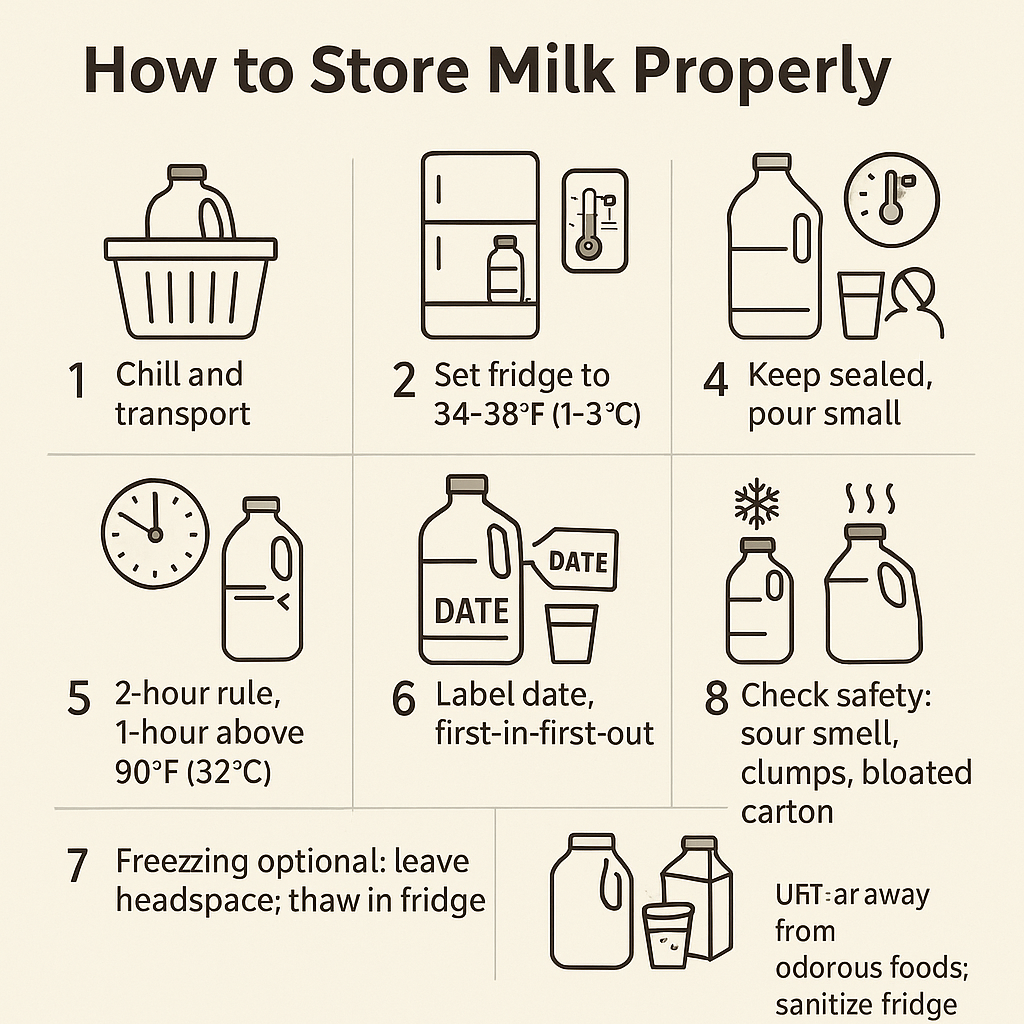 How to Store Milk Properly
1 Chill and
transport
2 Set fridge to
34-38°F (1-3°C)
4 Keep sealed,
pour small
DATE
DATE
5 2-hour rule,
1-hour above
90°F (32°C)
6 Label date,
first-in-first-out
8 Check safety:
sour smell,
clumps, bloated
carton
7 Freezzing optional: leave
headspace; thaw in fridge
ar away
from
odorous foods;
sanitize fridge